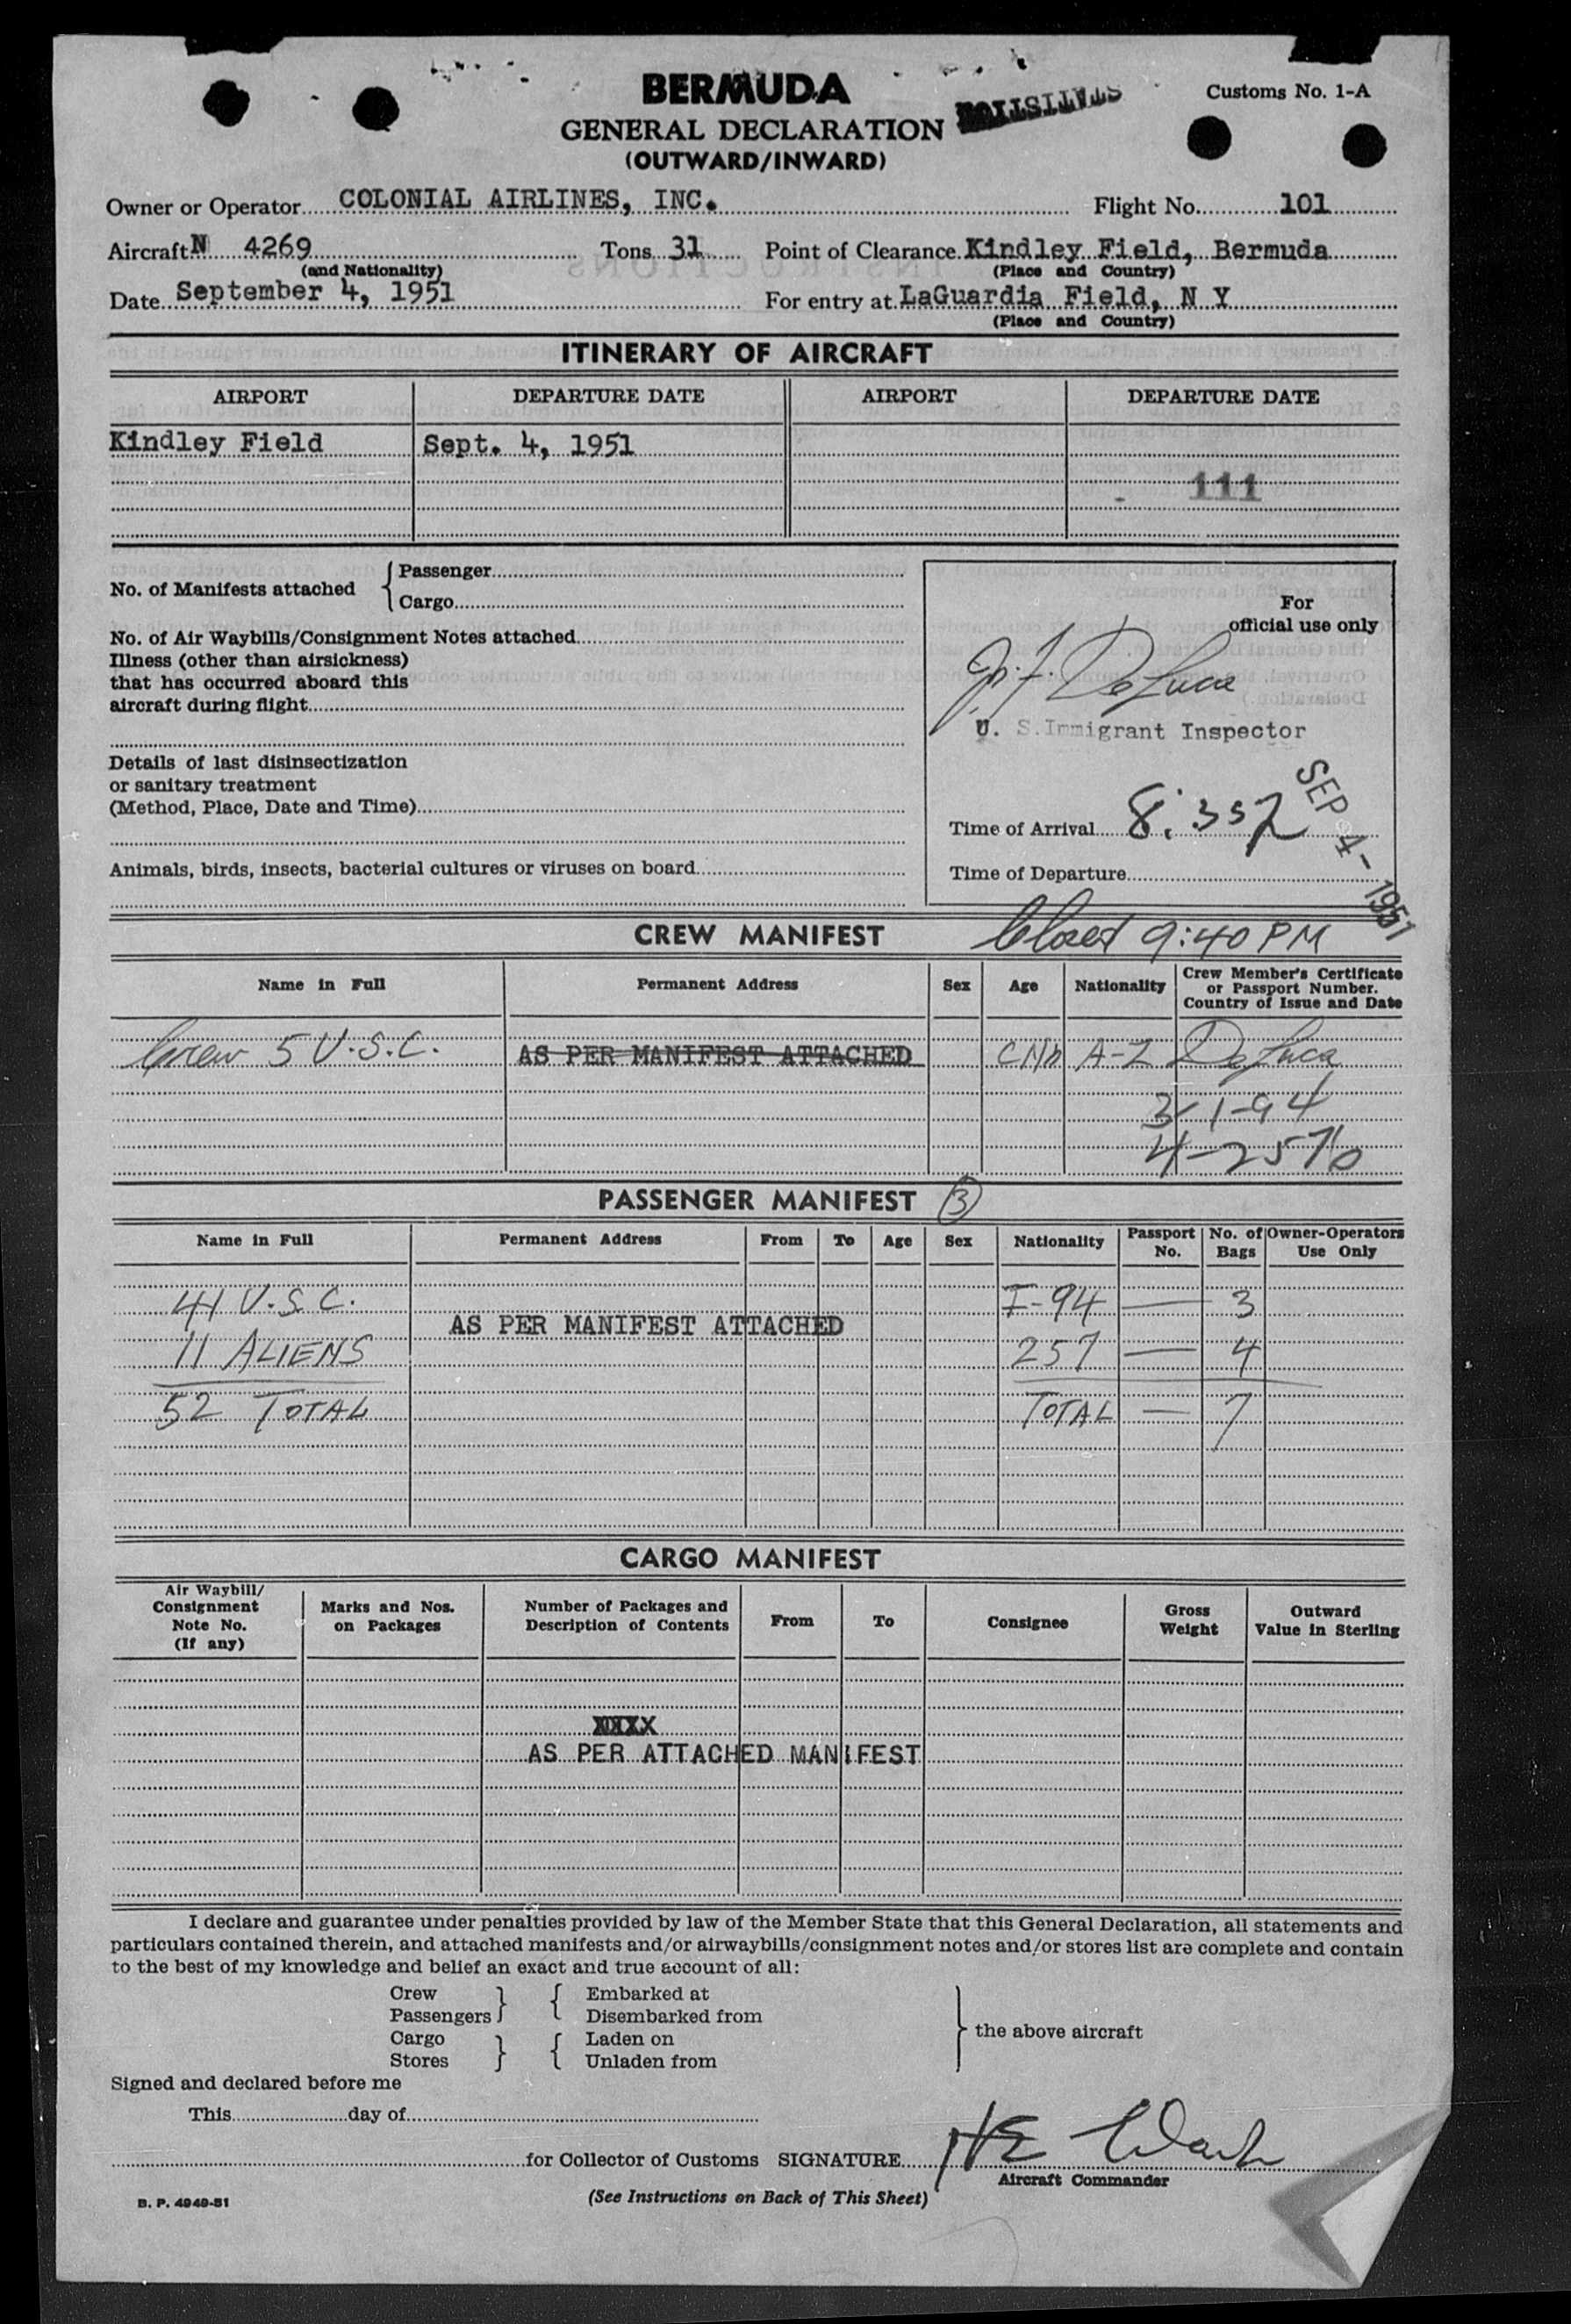 BERMUDA
Customs No. 1-A
STATISTICS
GENERAL DECLARATION
(OUTWARD/INWARD)
Owner or Operator COLONIAL AIRLINES, INC. Flight No. 101
Aircraft N 4269 Tons 31 Point of Clearance Kindley Field, Bermuda
(and Nationality) (Place and Country)
Date September 4, 1951 For entry at LaGuardia Field, N Y
(Place and Country)
ITINERARY OF AIRCRAFT
AIRPORT DEPARTURE DATE AIRPORT DEPARTURE DATE
Kindley Field Sept. 4, 1951
111
No. of Manifests attached { Passenger
Cargo
For
official use only
No. of Air Waybills/Consignment Notes attached
Illness (other than airsickness)
that has occurred aboard this
aircraft during flight
J. F. DeLuca
U. S. Immigrant Inspector
Details of last disinsectization
or sanitary treatment
(Method, Place, Date and Time)
Time of Arrival 8:35
SEP 4 - 1951
Animals, birds, insects, bacterial cultures or viruses on board
Time of Departure
CREW MANIFEST Closed 9:40 PM
Name in Full Permanent Address Sex Age Nationality Crew Member's Certificate or Passport Number. Country of Issue and Date
Crew 5 U.S.C. AS PER MANIFEST ATTACHED A-2 DeLuca
3/ 1-94
4-257
PASSENGER MANIFEST 3
Name in Full Permanent Address From To Age Sex Nationality Passport No. No. of Bags Owner-Operators Use Only
41 U.S.C. I-94 — 3
AS PER MANIFEST ATTACHED
11 ALIENS 257 — 4
52 TOTAL TOTAL — 7
CARGO MANIFEST
Air Waybill/ Consignment Note No. (If any) Marks and Nos. on Packages Number of Packages and Description of Contents From To Consignee Gross Weight Outward Value in Sterling
XXXX
AS PER ATTACHED MANIFEST
I declare and guarantee under penalties provided by law of the Member State that this General Declaration, all statements and
particulars contained therein, and attached manifests and/or airwaybills/consignment notes and/or stores list are complete and contain
to the best of my knowledge and belief an exact and true account of all:
Crew } { Embarked at
Passengers Disembarked from
Cargo } { Laden on } the above aircraft
Stores Unladen from
Signed and declared before me
This day of
for Collector of Customs SIGNATURE
Aircraft Commander
B. P. 4949-51
(See Instructions on Back of This Sheet)